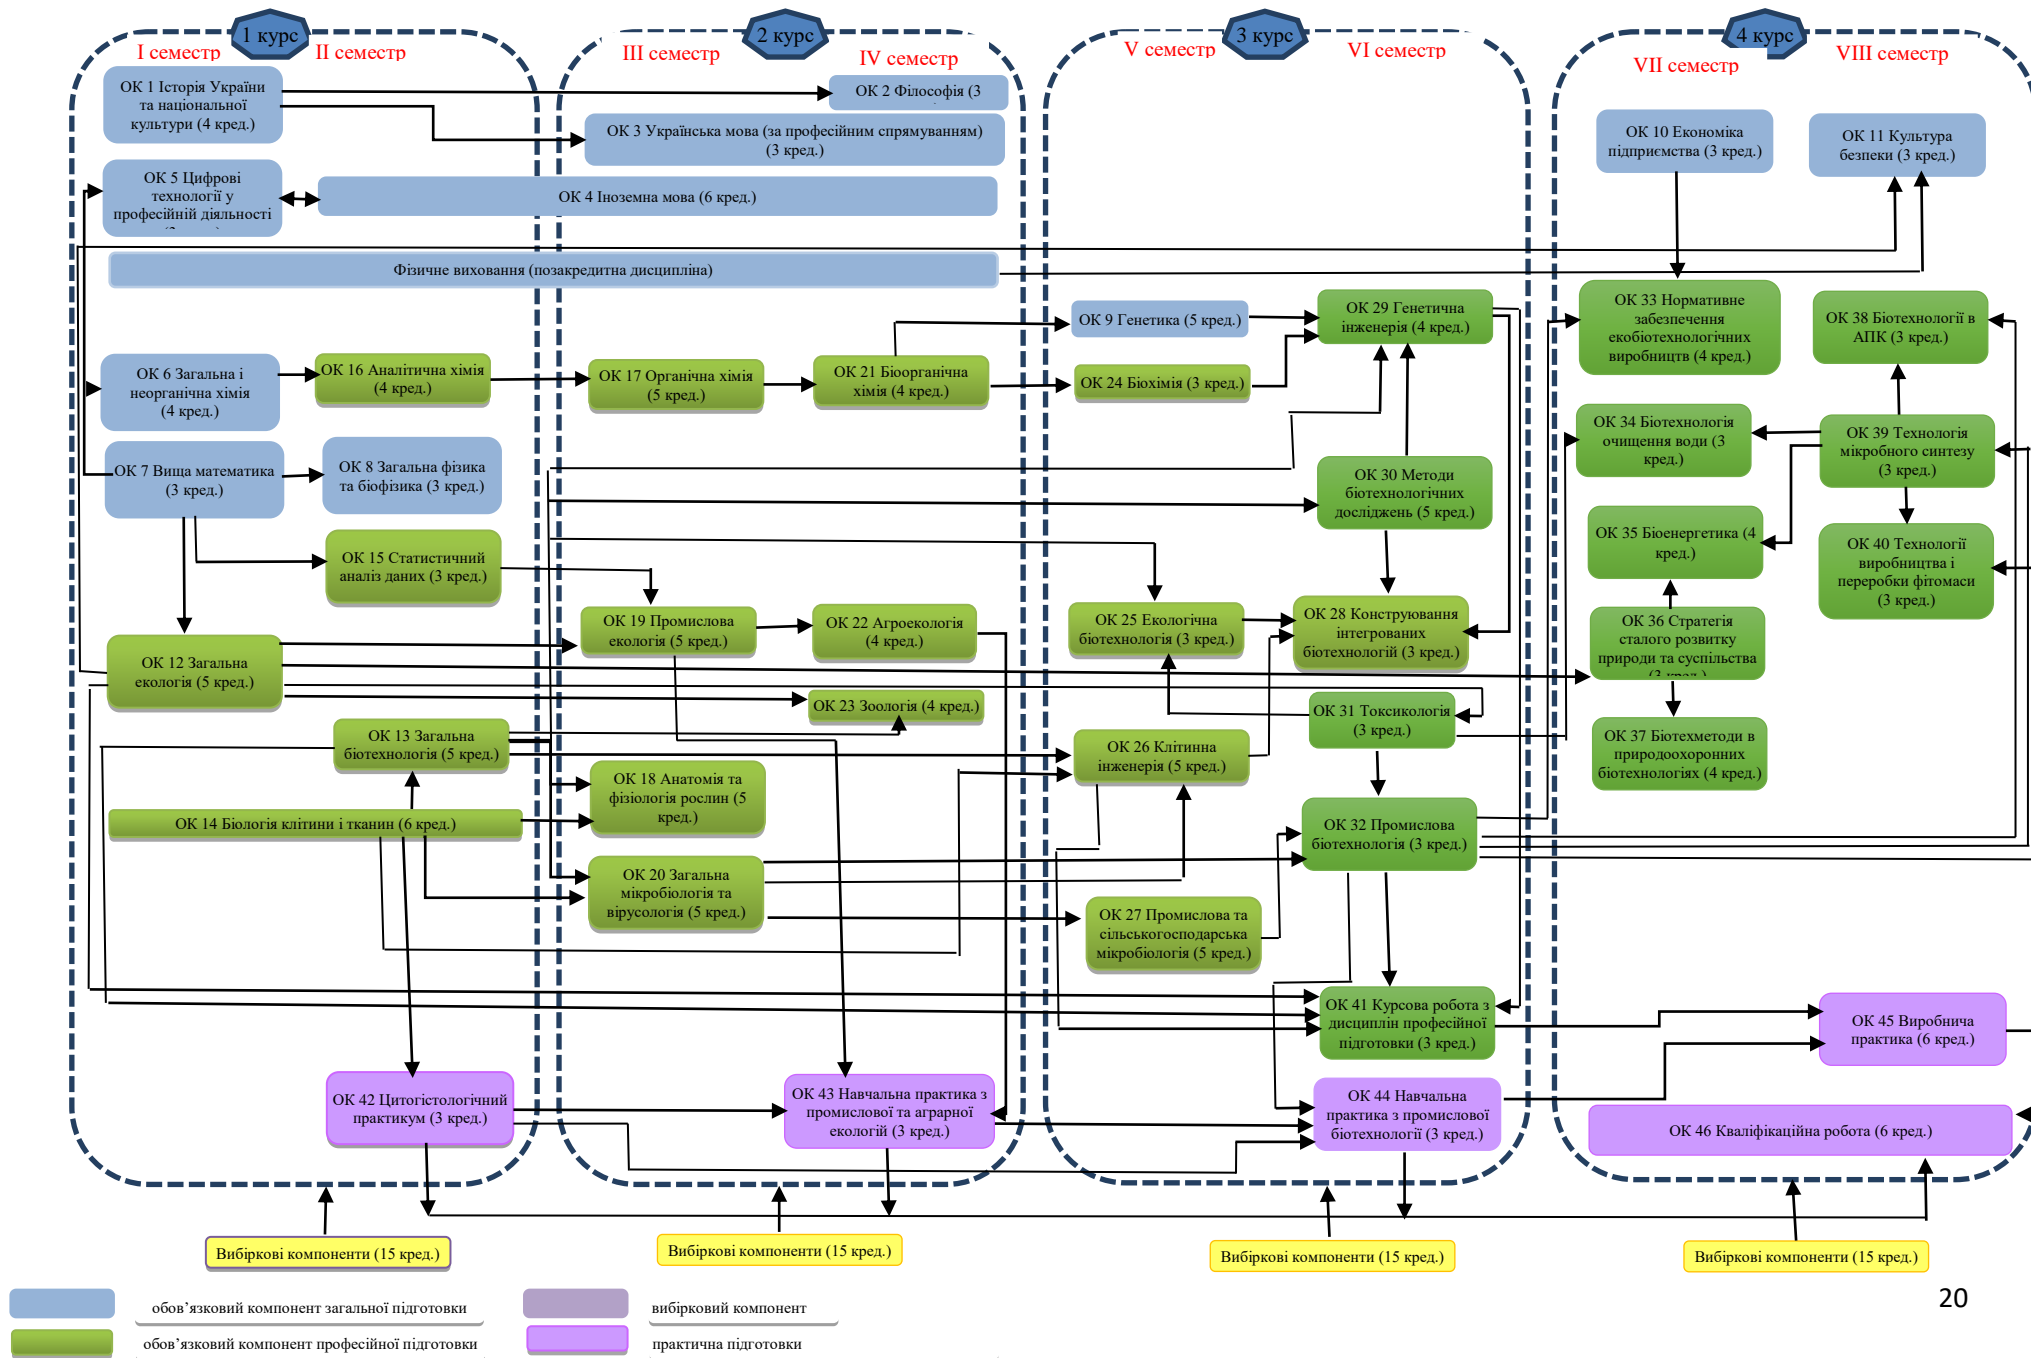 1 курс
2 курс
3 курс
4 курс
I семестр
II семестр
III семестр
IV семестр
V семестр
VI семестр
VII семестр
VIII семестр
ОК 1 Історія України
та національної
культури (4 кред.)
ОК 2 Філософія (3
ОК 3 Українська мова (за професійним спрямуванням)
(3 кред.)
ОК 5 Цифрові
технології у
професійній діяльності
ОК 4 Іноземна мова (6 кред.)
Фізичне виховання (позакредитна дисципліна)
ОК 10 Економіка
підприємства (3 кред.)
ОК 11 Культура
безпеки (3 кред.)
ОК 6 Загальна і
неорганічна хімія
(4 кред.)
ОК 16 Аналітична хімія
(4 кред.)
ОК 17 Органічна хімія
(5 кред.)
ОК 21 Біоорганічна
хімія (4 кред.)
ОК 9 Генетика (5 кред.)
ОК 24 Біохімія (3 кред.)
ОК 29 Генетична
інженерія (4 кред.)
ОК 33 Нормативне
забезпечення
екобіотехнологічних
виробництв (4 кред.)
ОК 38 Біотехнології в
АПК (3 кред.)
ОК 7 Вища математика
(3 кред.)
ОК 8 Загальна фізика
та біофізика (3 кред.)
ОК 30 Методи
біотехнологічних
досліджень (5 кред.)
ОК 34 Біотехнологія
очищення води (3
кред.)
ОК 39 Технологія
мікробного синтезу
(3 кред.)
ОК 15 Статистичний
аналіз даних (3 кред.)
ОК 35 Біоенергетика (4
кред.)
ОК 40 Технології
виробництва і
переробки фітомаси
(3 кред.)
ОК 12 Загальна
екологія (5 кред.)
ОК 19 Промислова
екологія (5 кред.)
ОК 22 Агроекологія
(4 кред.)
ОК 25 Екологічна
біотехнологія (3 кред.)
ОК 28 Конструювання
інтегрованих
біотехнологій (3 кред.)
ОК 36 Стратегія
сталого розвитку
природи та суспільства
(3 кред.)
ОК 23 Зоологія (4 кред.)
ОК 31 Токсикологія
(3 кред.)
ОК 13 Загальна
біотехнологія (5 кред.)
ОК 26 Клітинна
інженерія (5 кред.)
ОК 37 Біотехметоди в
природоохоронних
біотехнологіях (4 кред.)
ОК 18 Анатомія та
фізіологія рослин (5
кред.)
ОК 14 Біологія клітини і тканин (6 кред.)
ОК 32 Промислова
біотехнологія (3 кред.)
ОК 20 Загальна
мікробіологія та
вірусологія (5 кред.)
ОК 27 Промислова та
сільськогосподарська
мікробіологія (5 кред.)
ОК 41 Курсова робота з
дисциплін професійної
підготовки (3 кред.)
ОК 45 Виробнича
практика (6 кред.)
ОК 42 Цитогістологічний
практикум (3 кред.)
ОК 43 Навчальна практика з
промислової та аграрної
екологій (3 кред.)
ОК 44 Навчальна
практика з промислової
біотехнології (3 кред.)
ОК 46 Кваліфікаційна робота (6 кред.)
Вибіркові компоненти (15 кред.)
Вибіркові компоненти (15 кред.)
Вибіркові компоненти (15 кред.)
Вибіркові компоненти (15 кред.)
обов’язковий компонент загальної підготовки
вибірковий компонент
обов’язковий компонент професійної підготовки
практична підготовки
20